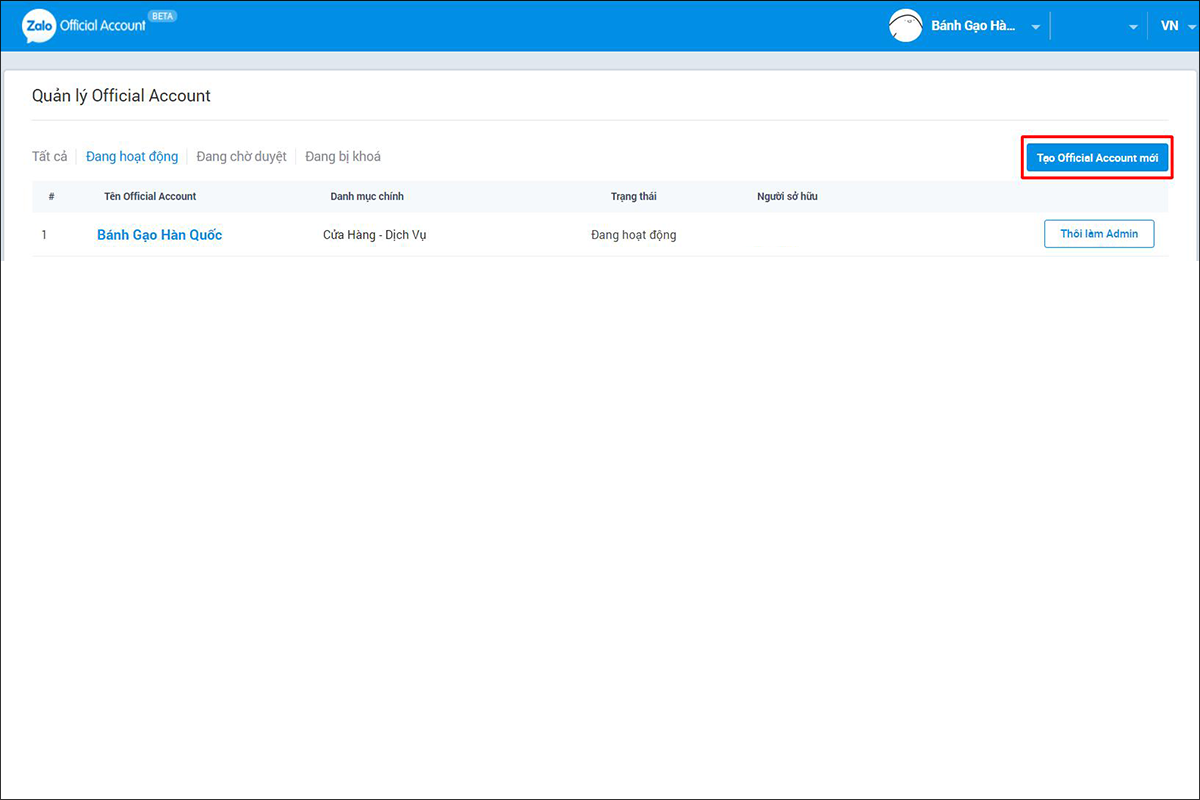 Zalo Official Account BETA
Bánh Gạo Hà... VN
Quản lý Official Account
Tất cả Đang hoạt động Đang chờ duyệt Đang bị khoá
Tạo Official Account mới
# Tên Official Account Danh mục chính Trạng thái Người sở hữu
1 Bánh Gạo Hàn Quốc Cửa Hàng - Dịch Vụ Đang hoạt động Thôi làm Admin